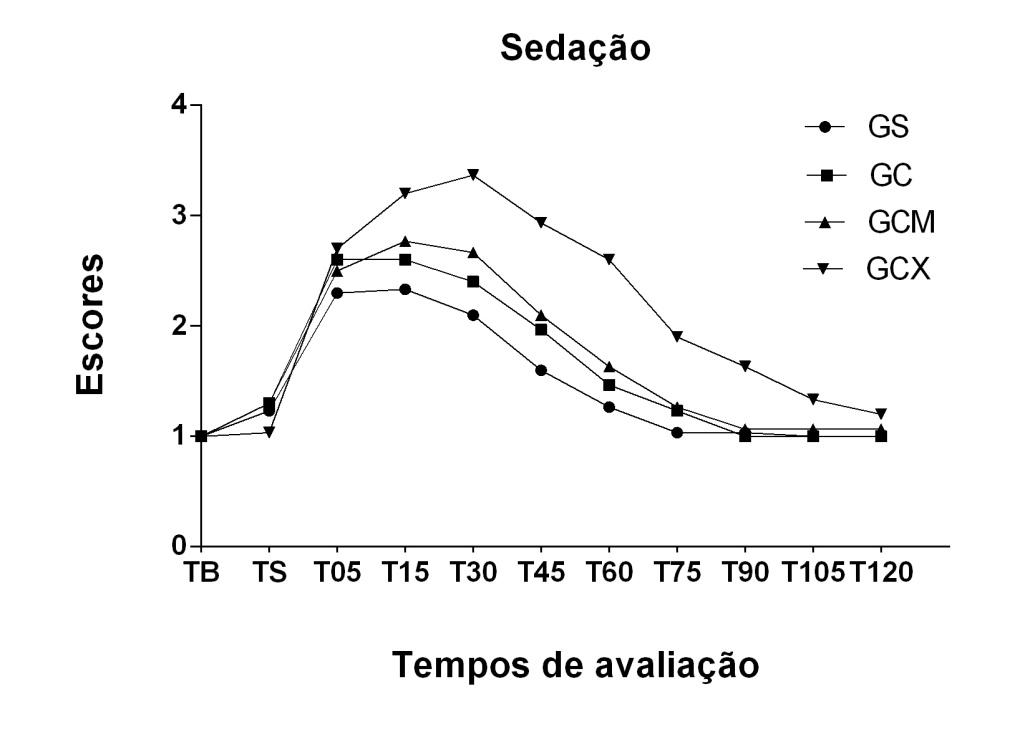 Sedação
4
3
2
1
0
Escores
GS
GC
GCM
GCX
TB TS T05 T15 T30 T45 T60 T75 T90 T105 T120
Tempos de avaliação